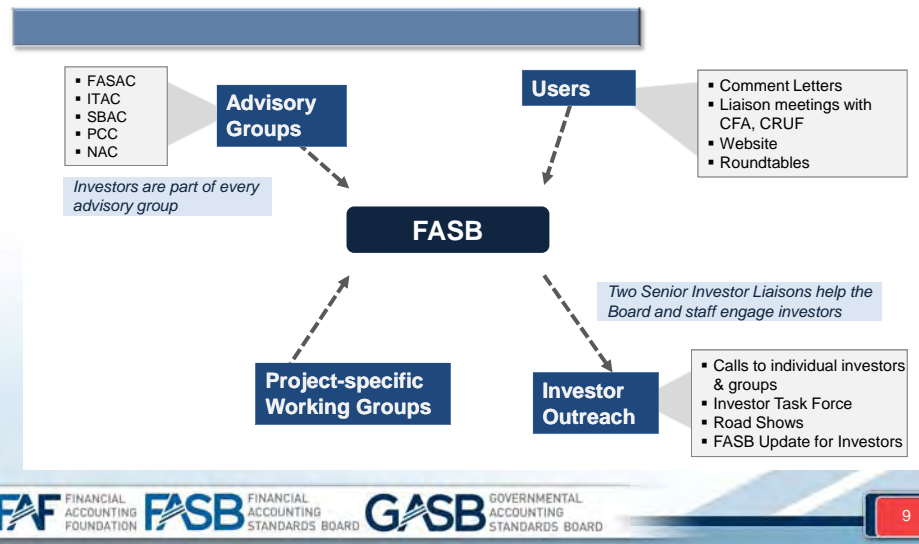 ▪ FASAC
▪ ITAC
▪ SBAC
▪ PCC
▪ NAC
Advisory
Groups
Investors are part of every
advisory group
Users
▪ Comment Letters
▪ Liaison meetings with
CFA, CRUF
▪ Website
▪ Roundtables
FASB
Two Senior Investor Liaisons help the
Board and staff engage investors
Project-specific
Working Groups
Investor
Outreach
▪ Calls to individual investors
& groups
▪ Investor Task Force
▪ Road Shows
▪ FASB Update for Investors
FAF FINANCIAL
ACCOUNTING
FOUNDATION
FASB FINANCIAL
ACCOUNTING
STANDARDS BOARD
GASB GOVERNMENTAL
ACCOUNTING
STANDARDS BOARD
9